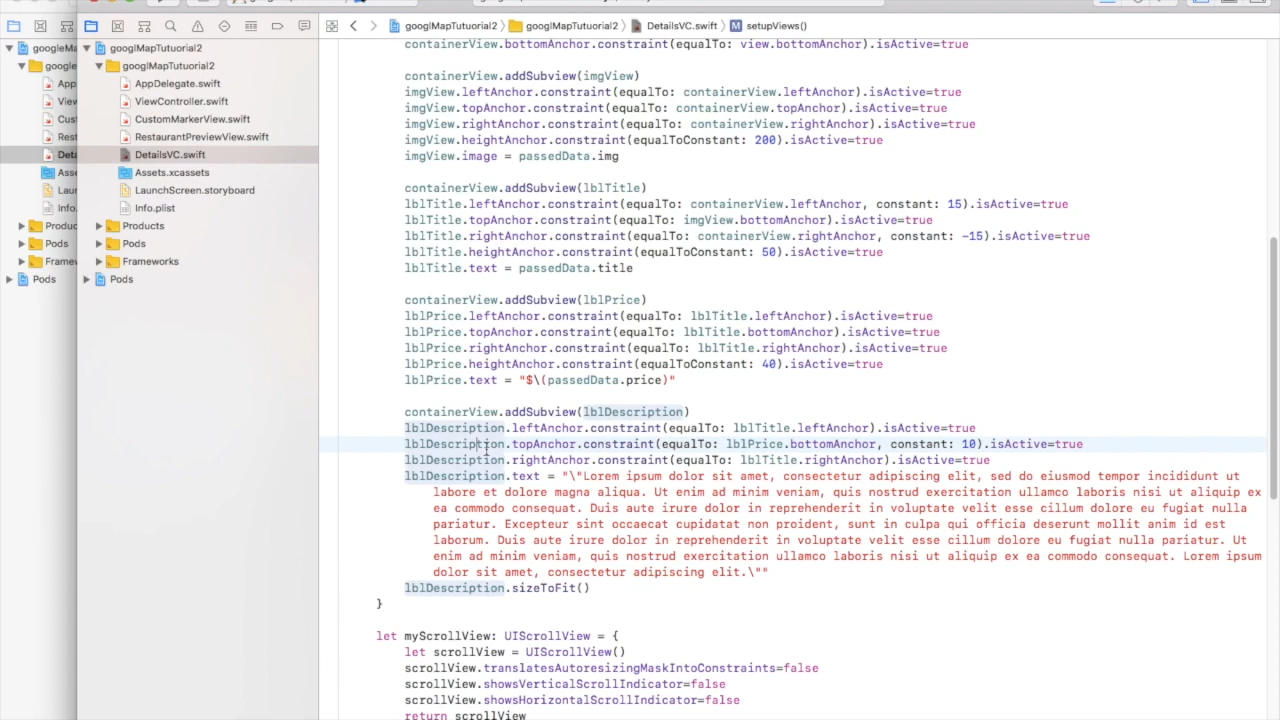 googlMapTutuorial2
googlMapTutuorial2
DetailsVC.swift
setupViews()
googleMa
google
App
View
Cust
Rest
Deta
Asse
Laur
Info.
Produc
Pods
Framew
Pods
googlMapTutuorial2
googlMapTutuorial2
AppDelegate.swift
ViewController.swift
CustomMarkerView.swift
RestaurantPreviewView.swift
DetailsVC.swift
Assets.xcassets
LaunchScreen.storyboard
Info.plist
Products
Pods
Frameworks
Pods
containerView.bottomAnchor.constraint(equalTo: view.bottomAnchor).isActive=true
containerView.addSubview(imgView)
imgView.leftAnchor.constraint(equalTo: containerView.leftAnchor).isActive=true
imgView.topAnchor.constraint(equalTo: containerView.topAnchor).isActive=true
imgView.rightAnchor.constraint(equalTo: containerView.rightAnchor).isActive=true
imgView.heightAnchor.constraint(equalToConstant: 200).isActive=true
imgView.image = passedData.img
containerView.addSubview(lblTitle)
lblTitle.leftAnchor.constraint(equalTo: containerView.leftAnchor, constant: 15).isActive=true
lblTitle.topAnchor.constraint(equalTo: imgView.bottomAnchor).isActive=true
lblTitle.rightAnchor.constraint(equalTo: containerView.rightAnchor, constant: -15).isActive=true
lblTitle.heightAnchor.constraint(equalToConstant: 50).isActive=true
lblTitle.text = passedData.title
containerView.addSubview(lblPrice)
lblPrice.leftAnchor.constraint(equalTo: lblTitle.leftAnchor).isActive=true
lblPrice.topAnchor.constraint(equalTo: lblTitle.bottomAnchor).isActive=true
lblPrice.rightAnchor.constraint(equalTo: lblTitle.rightAnchor).isActive=true
lblPrice.heightAnchor.constraint(equalToConstant: 40).isActive=true
lblPrice.text = "$\(passedData.price)"
containerView.addSubview(lblDescription)
lblDescription.leftAnchor.constraint(equalTo: lblTitle.leftAnchor).isActive=true
lblDescription.topAnchor.constraint(equalTo: lblPrice.bottomAnchor, constant: 10).isActive=true
lblDescription.rightAnchor.constraint(equalTo: lblTitle.rightAnchor).isActive=true
lblDescription.text = "\"Lorem ipsum dolor sit amet, consectetur adipiscing elit, sed do eiusmod tempor incididunt ut
labore et dolore magna aliqua. Ut enim ad minim veniam, quis nostrud exercitation ullamco laboris nisi ut aliquip ex
ea commodo consequat. Duis aute irure dolor in reprehenderit in voluptate velit esse cillum dolore eu fugiat nulla
pariatur. Excepteur sint occaecat cupidatat non proident, sunt in culpa qui officia deserunt mollit anim id est
laborum. Duis aute irure dolor in reprehenderit in voluptate velit esse cillum dolore eu fugiat nulla pariatur. Ut
enim ad minim veniam, quis nostrud exercitation ullamco laboris nisi ut aliquip ex ea commodo consequat. Lorem ipsum
dolor sit amet, consectetur adipiscing elit.\""
lblDescription.sizeToFit()
}
let myScrollView: UIScrollView = {
let scrollView = UIScrollView()
scrollView.translatesAutoresizingMaskIntoConstraints=false
scrollView.showsVerticalScrollIndicator=false
scrollView.showsHorizontalScrollIndicator=false
return scrollView